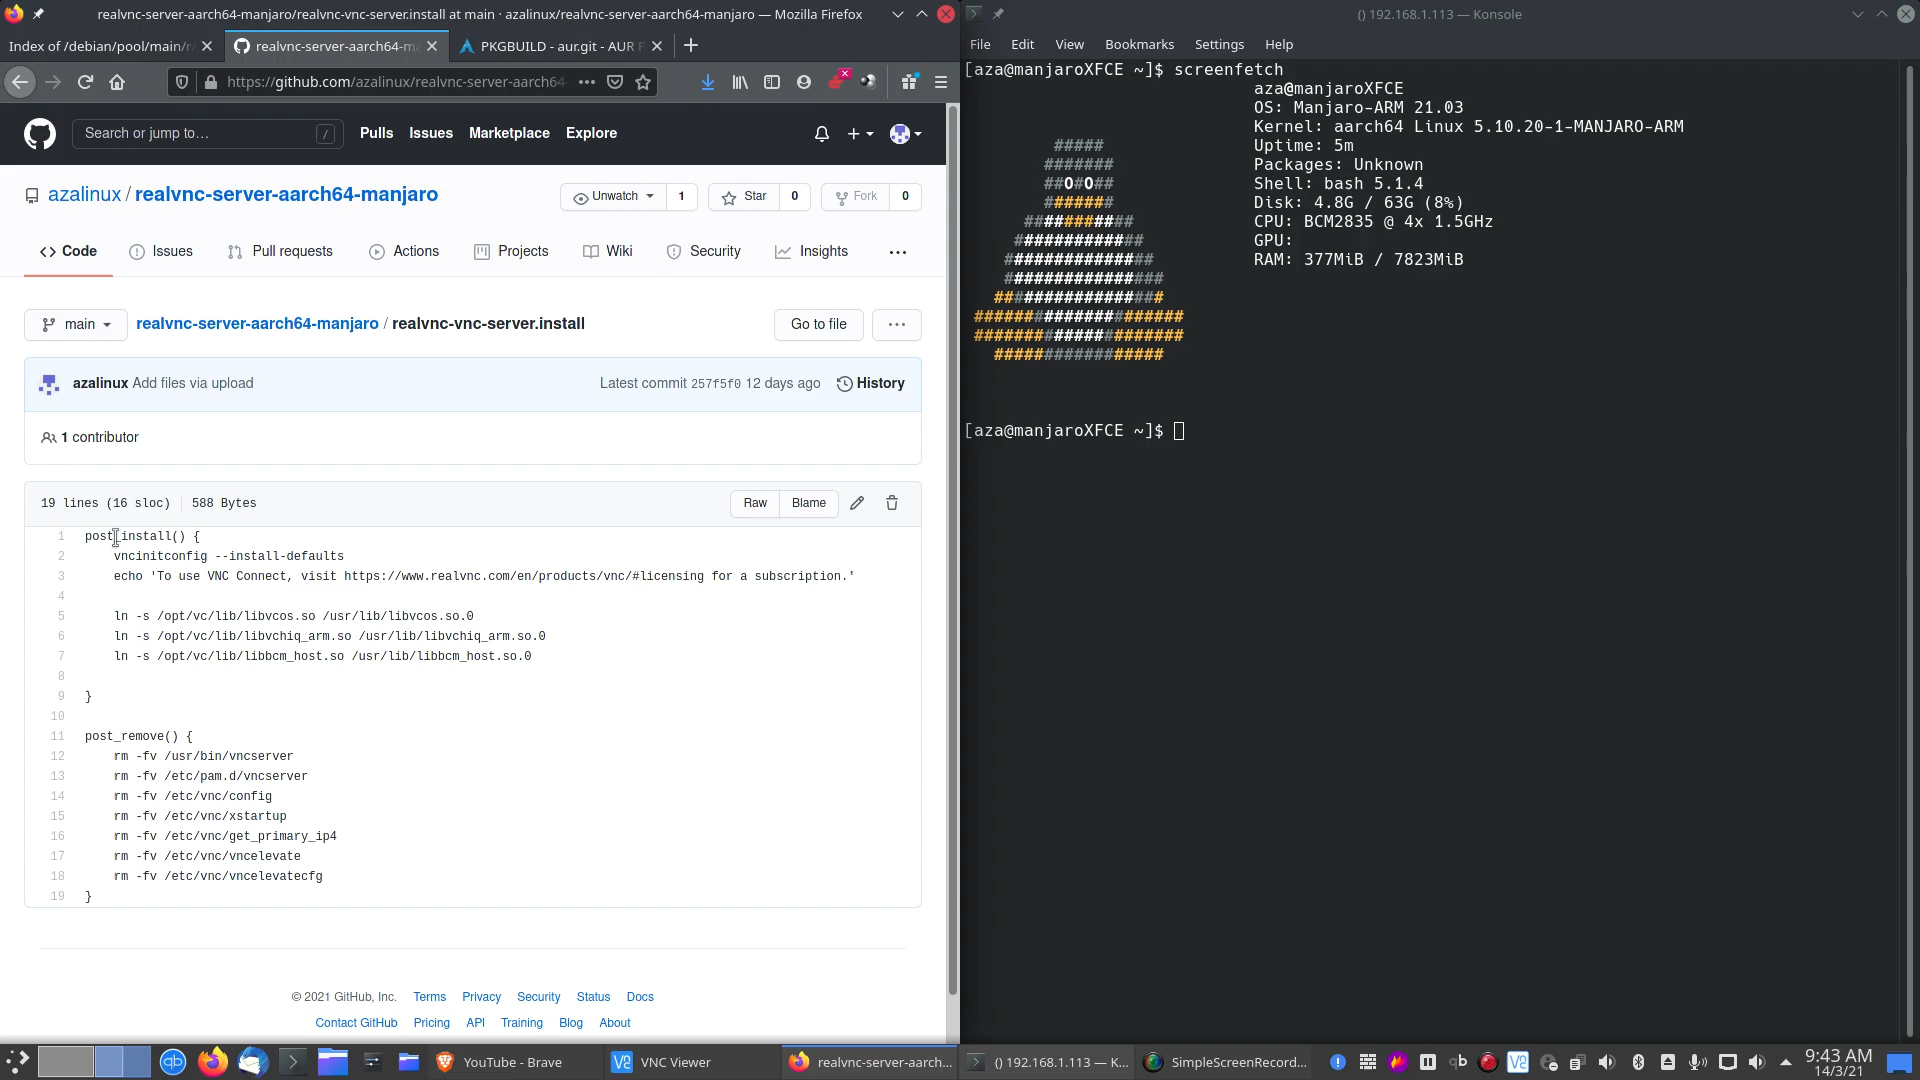 realvnc-server-aarch64-manjaro/realvnc-vnc-server.install at main · azalinux/realvnc-server-aarch64-manjaro — Mozilla Firefox
Index of /debian/pool/main/r
realvnc-server-aarch64-ma
PKGBUILD - aur.git - AUR P
https://github.com/azalinux/realvnc-server-aarch64-
Search or jump to…
/
Pulls
Issues
Marketplace
Explore
azalinux / realvnc-server-aarch64-manjaro
Unwatch
1
Star
0
Fork
0
Code
Issues
Pull requests
Actions
Projects
Wiki
Security
Insights
main
realvnc-server-aarch64-manjaro / realvnc-vnc-server.install
Go to file
azalinux Add files via upload
Latest commit 257f5f0 12 days ago
History
1 contributor
19 lines (16 sloc)
588 Bytes
Raw
Blame
1 post_install() {
2 vncinitconfig --install-defaults
3 echo 'To use VNC Connect, visit https://www.realvnc.com/en/products/vnc/#licensing for a subscription.'
4
5 ln -s /opt/vc/lib/libvcos.so /usr/lib/libvcos.so.0
6 ln -s /opt/vc/lib/libvchiq_arm.so /usr/lib/libvchiq_arm.so.0
7 ln -s /opt/vc/lib/libbcm_host.so /usr/lib/libbcm_host.so.0
8
9 }
10
11 post_remove() {
12 rm -fv /usr/bin/vncserver
13 rm -fv /etc/pam.d/vncserver
14 rm -fv /etc/vnc/config
15 rm -fv /etc/vnc/xstartup
16 rm -fv /etc/vnc/get_primary_ip4
17 rm -fv /etc/vnc/vncelevate
18 rm -fv /etc/vnc/vncelevatecfg
19 }
© 2021 GitHub, Inc.
Terms
Privacy
Security
Status
Docs
Contact GitHub
Pricing
API
Training
Blog
About
() 192.168.1.113 — Konsole
File
Edit
View
Bookmarks
Settings
Help
[aza@manjaroXFCE ~]$ screenfetch
aza@manjaroXFCE
OS: Manjaro-ARM 21.03
Kernel: aarch64 Linux 5.10.20-1-MANJARO-ARM
##### Uptime: 5m
####### Packages: Unknown
##O#O## Shell: bash 5.1.4
####### Disk: 4.8G / 63G (8%)
########### CPU: BCM2835 @ 4x 1.5GHz
############# GPU:
############### RAM: 377MiB / 7823MiB
################
#################
#####################
#####################
#################
[aza@manjaroXFCE ~]$
YouTube - Brave
VNC Viewer
realvnc-server-aarch...
() 192.168.1.113 — K...
SimpleScreenRecord...
9:43 AM
14/3/21